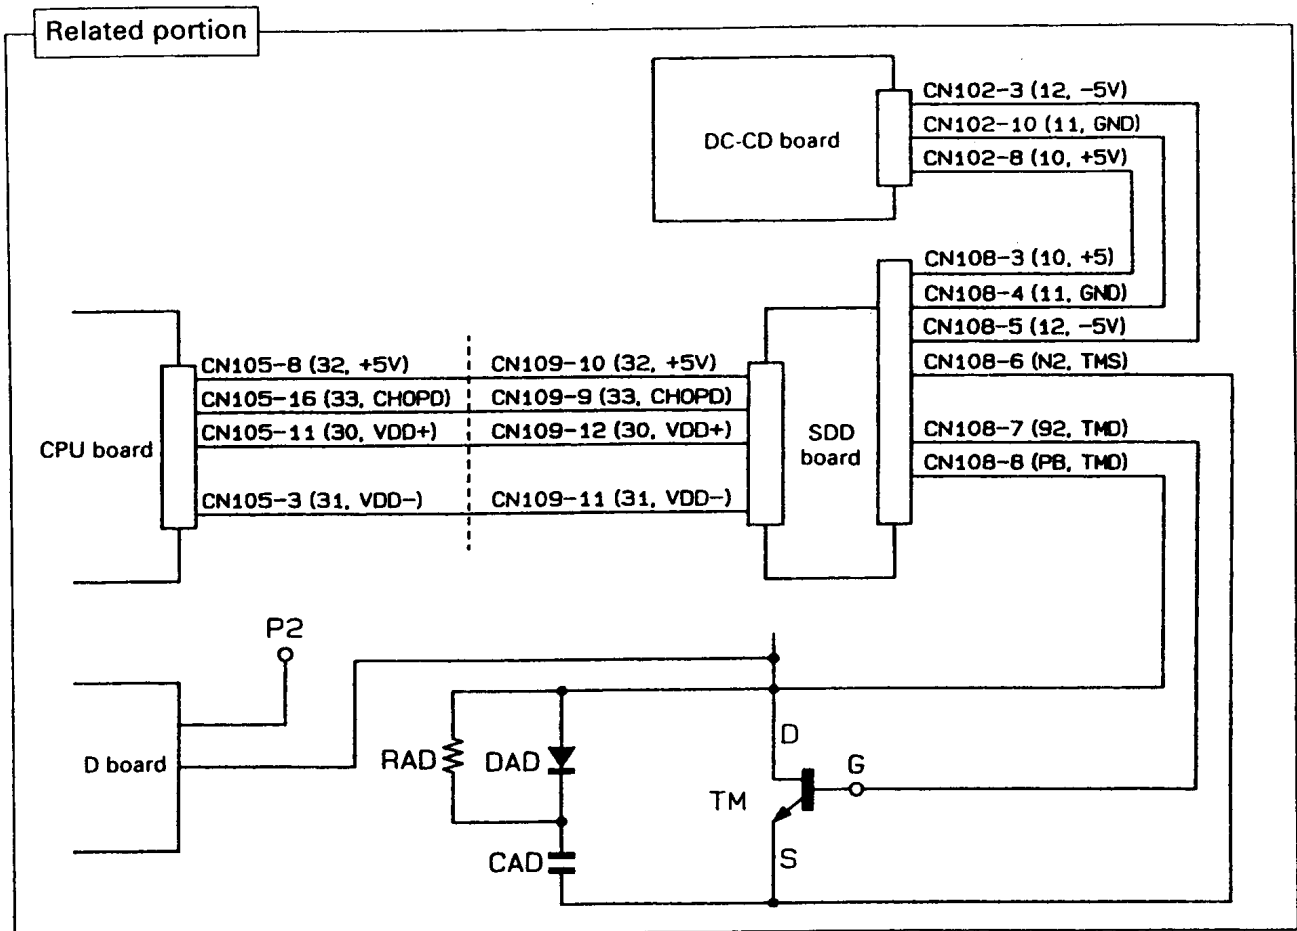 Related portion
CN102-3 (12, -5V)
CN102-10 (11, GND)
DC-CD board
CN102-8 (10, +5V)
CN108-3 (10, +5)
CN108-4 (11, GND)
CN108-5 (12, -5V)
CN108-6 (N2, TMS)
CN105-8 (32, +5V)
CN109-10 (32, +5V)
CN105-16 (33, CHOPD)
CN109-9 (33, CHOPD)
CPU board
CN105-11 (30, VDD+)
CN109-12 (30, VDD+)
SDD
board
CN108-7 (92, TMD)
CN108-8 (PB, TMD)
CN105-3 (31, VDD-)
CN109-11 (31, VDD-)
P2
D board
RAD
DAD
D
G
TM
CAD
S